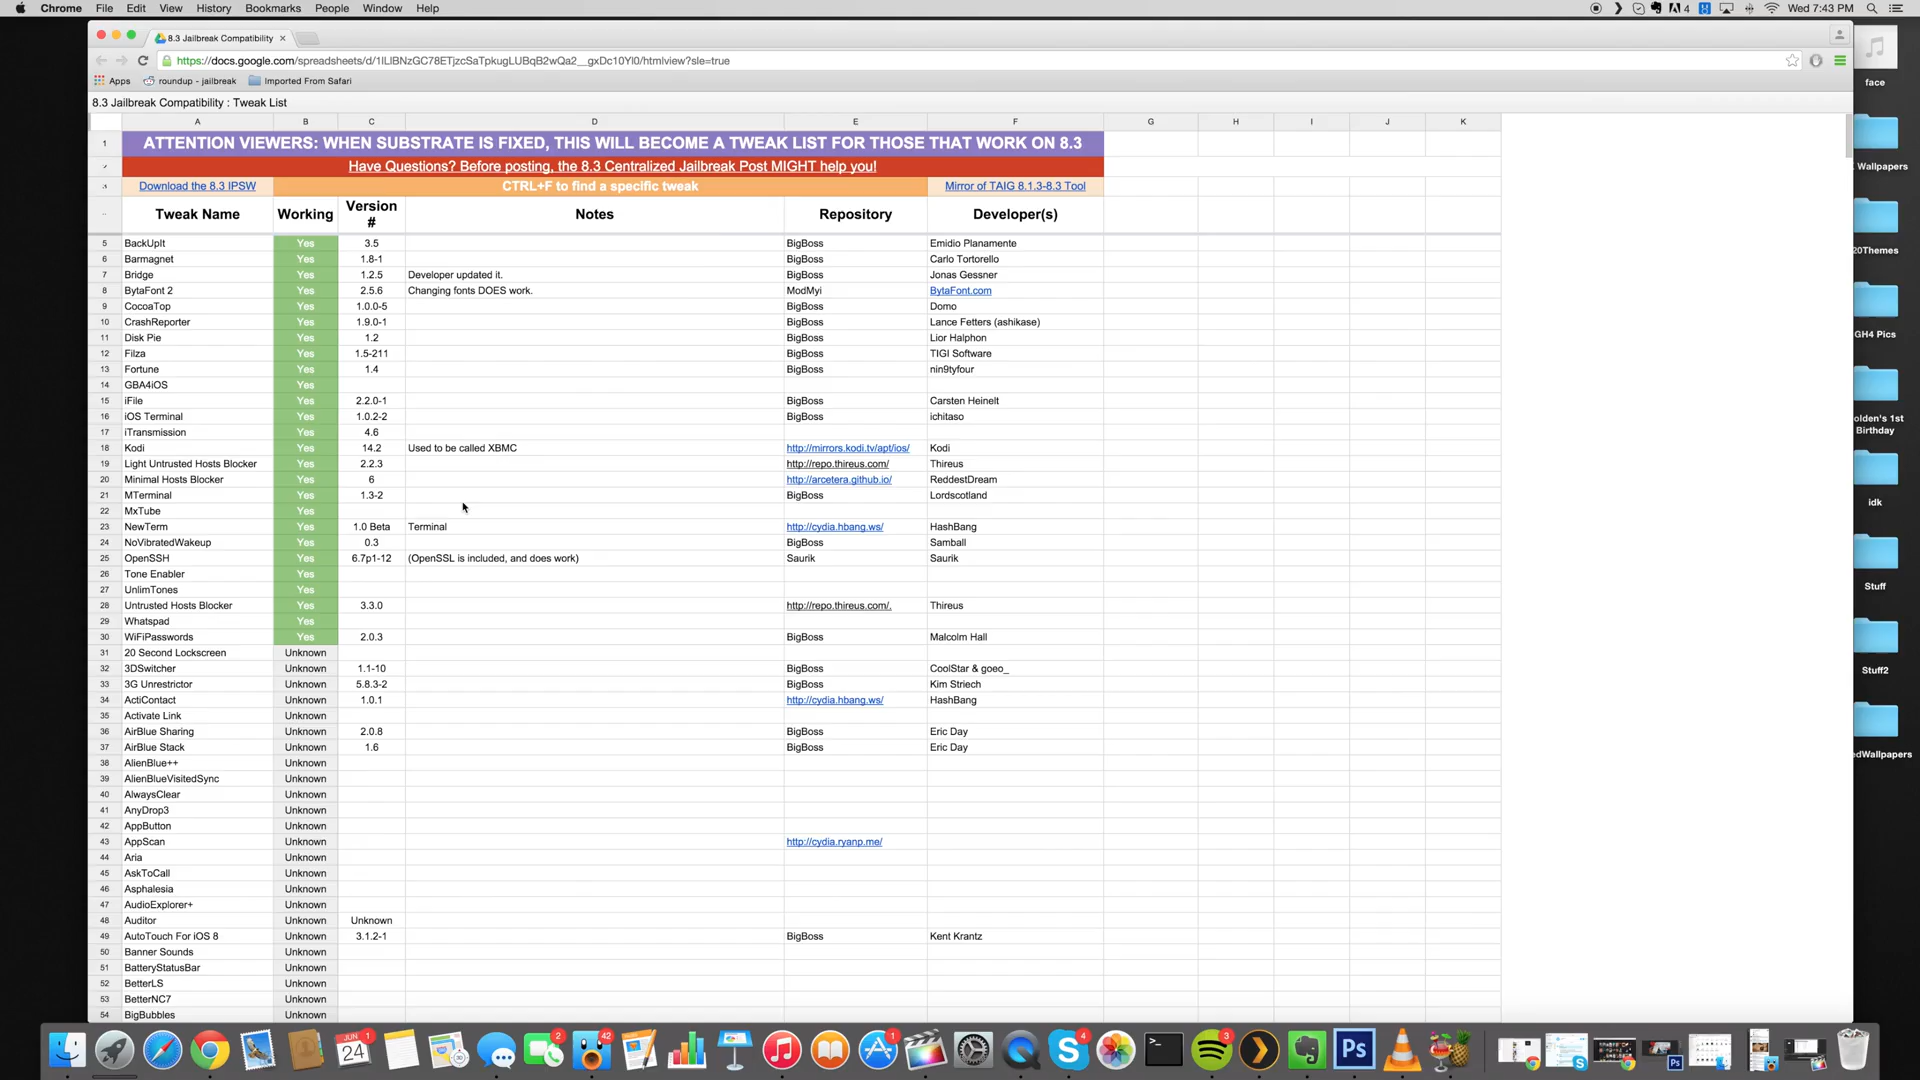 Chrome File Edit View History Bookmarks People Window Help 4 Wed 7:43 PM
8.3 Jailbreak Compatibility
https://docs.google.com/spreadsheets/d/1lLlBNzGC78ETjzcSaTpkugLUBqB2wQa2__gxDc10Yl0/htmlview?sle=true
Apps roundup - jailbreak Imported From Safari
8.3 Jailbreak Compatibility : Tweak List
A B C D E F G H I J K
1 ATTENTION VIEWERS: WHEN SUBSTRATE IS FIXED, THIS WILL BECOME A TWEAK LIST FOR THOSE THAT WORK ON 8.3
Have Questions? Before posting, the 8.3 Centralized Jailbreak Post MIGHT help you!
Download the 8.3 IPSW CTRL+F to find a specific tweak Mirror of TAIG 8.1.3-8.3 Tool
Tweak Name Working Version # Notes Repository Developer(s)
5 BackUpIt Yes 3.5 BigBoss Emidio Planamente
6 Barmagnet Yes 1.8-1 BigBoss Carlo Tortorello
7 Bridge Yes 1.2.5 Developer updated it. BigBoss Jonas Gessner
8 BytaFont 2 Yes 2.5.6 Changing fonts DOES work. ModMyi BytaFont.com
9 CocoaTop Yes 1.0.0-5 BigBoss Domo
10 CrashReporter Yes 1.9.0-1 BigBoss Lance Fetters (ashikase)
11 Disk Pie Yes 1.2 BigBoss Lior Halphon
12 Filza Yes 1.5-211 BigBoss TIGI Software
13 Fortune Yes 1.4 BigBoss nin9tyfour
14 GBA4iOS Yes
15 iFile Yes 2.2.0-1 BigBoss Carsten Heinelt
16 iOS Terminal Yes 1.0.2-2 BigBoss ichitaso
17 iTransmission Yes 4.6
18 Kodi Yes 14.2 Used to be called XBMC http://mirrors.kodi.tv/apt/ios/ Kodi
19 Light Untrusted Hosts Blocker Yes 2.2.3 http://repo.thireus.com/ Thireus
20 Minimal Hosts Blocker Yes 6 http://arcetera.github.io/ ReddestDream
21 MTerminal Yes 1.3-2 BigBoss Lordscotland
22 MxTube Yes
23 NewTerm Yes 1.0 Beta Terminal http://cydia.hbang.ws/ HashBang
24 NoVibratedWakeup Yes 0.3 BigBoss Samball
25 OpenSSH Yes 6.7p1-12 (OpenSSL is included, and does work) Saurik Saurik
26 Tone Enabler Yes
27 UnlimTones Yes
28 Untrusted Hosts Blocker Yes 3.3.0 http://repo.thireus.com/. Thireus
29 Whatspad Yes
30 WiFiPasswords Yes 2.0.3 BigBoss Malcolm Hall
31 20 Second Lockscreen Unknown
32 3DSwitcher Unknown 1.1-10 BigBoss CoolStar & goeo_
33 3G Unrestrictor Unknown 5.8.3-2 BigBoss Kim Striech
34 ActiContact Unknown 1.0.1 http://cydia.hbang.ws/ HashBang
35 Activate Link Unknown
36 AirBlue Sharing Unknown 2.0.8 BigBoss Eric Day
37 AirBlue Stack Unknown 1.6 BigBoss Eric Day
38 AlienBlue++ Unknown
39 AlienBlueVisitedSync Unknown
40 AlwaysClear Unknown
41 AnyDrop3 Unknown
42 AppButton Unknown
43 AppScan Unknown http://cydia.ryanp.me/
44 Aria Unknown
45 AskToCall Unknown
46 Asphalesia Unknown
47 AudioExplorer+ Unknown
48 Auditor Unknown Unknown
49 AutoTouch For iOS 8 Unknown 3.1.2-1 BigBoss Kent Krantz
50 Banner Sounds Unknown
51 BatteryStatusBar Unknown
52 BetterLS Unknown
53 BetterNC7 Unknown
54 BigBubbles Unknown
face
Wallpapers
20Themes
GH4 Pics
olden's 1st
Birthday
idk
Stuff
Stuff2
edWallpapers
JUN 24 1 2 42 1 4 3 Ps